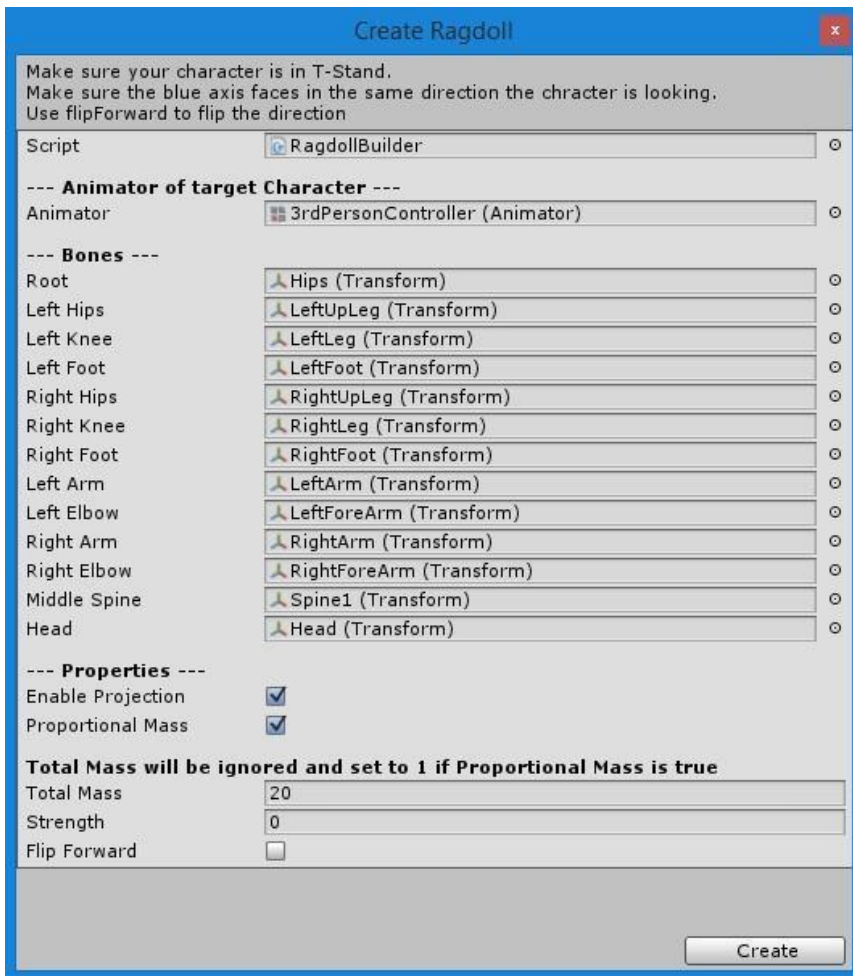 Create Ragdoll
x
Make sure your character is in T-Stand.
Make sure the blue axis faces in the same direction the chracter is looking.
Use flipForward to flip the direction
Script RagdollBuilder
--- Animator of target Character ---
Animator 3rdPersonController (Animator)
--- Bones ---
Root Hips (Transform)
Left Hips LeftUpLeg (Transform)
Left Knee LeftLeg (Transform)
Left Foot LeftFoot (Transform)
Right Hips RightUpLeg (Transform)
Right Knee RightLeg (Transform)
Right Foot RightFoot (Transform)
Left Arm LeftArm (Transform)
Left Elbow LeftForeArm (Transform)
Right Arm RightArm (Transform)
Right Elbow RightForeArm (Transform)
Middle Spine Spine1 (Transform)
Head Head (Transform)
--- Properties ---
Enable Projection
Proportional Mass
Total Mass will be ignored and set to 1 if Proportional Mass is true
Total Mass 20
Strength 0
Flip Forward
Create